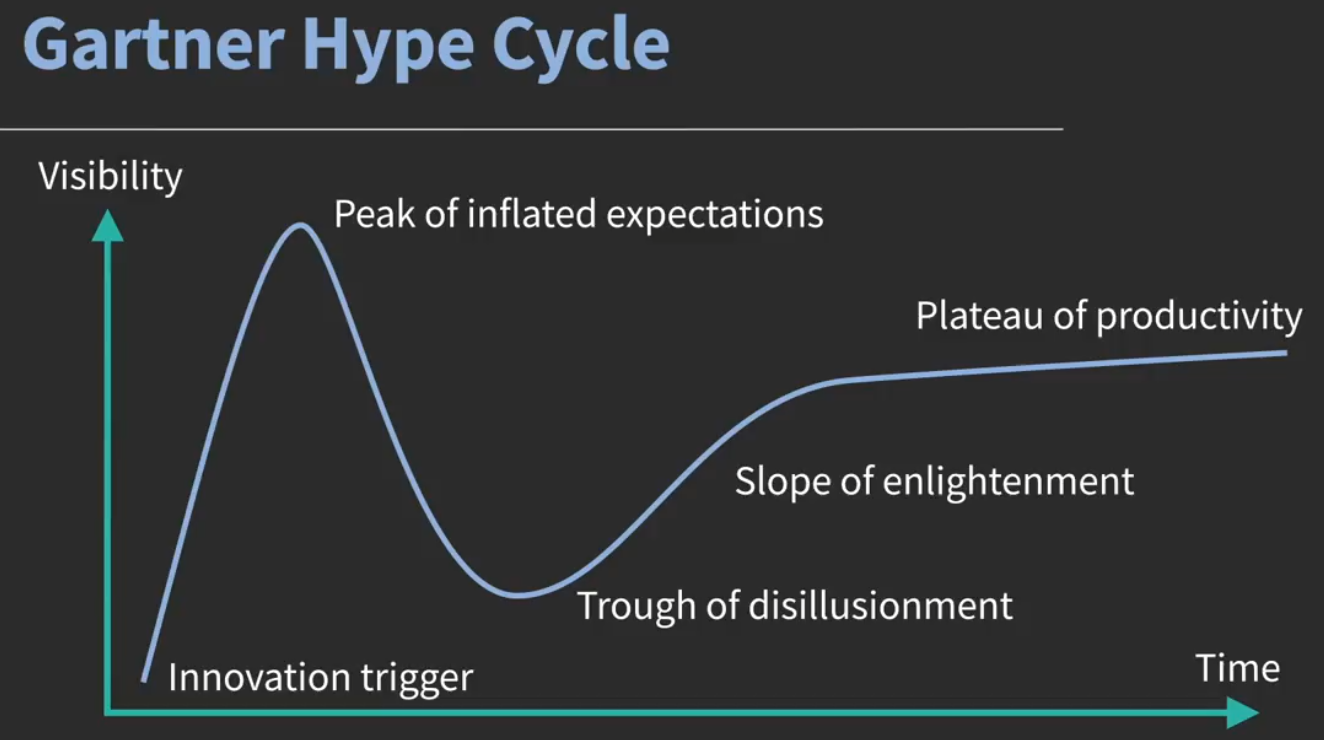 Gartner Hype Cycle
Visibility
Peak of inflated expectations
Plateau of productivity
Slope of enlightenment
Trough of disillusionment
Innovation trigger
Time